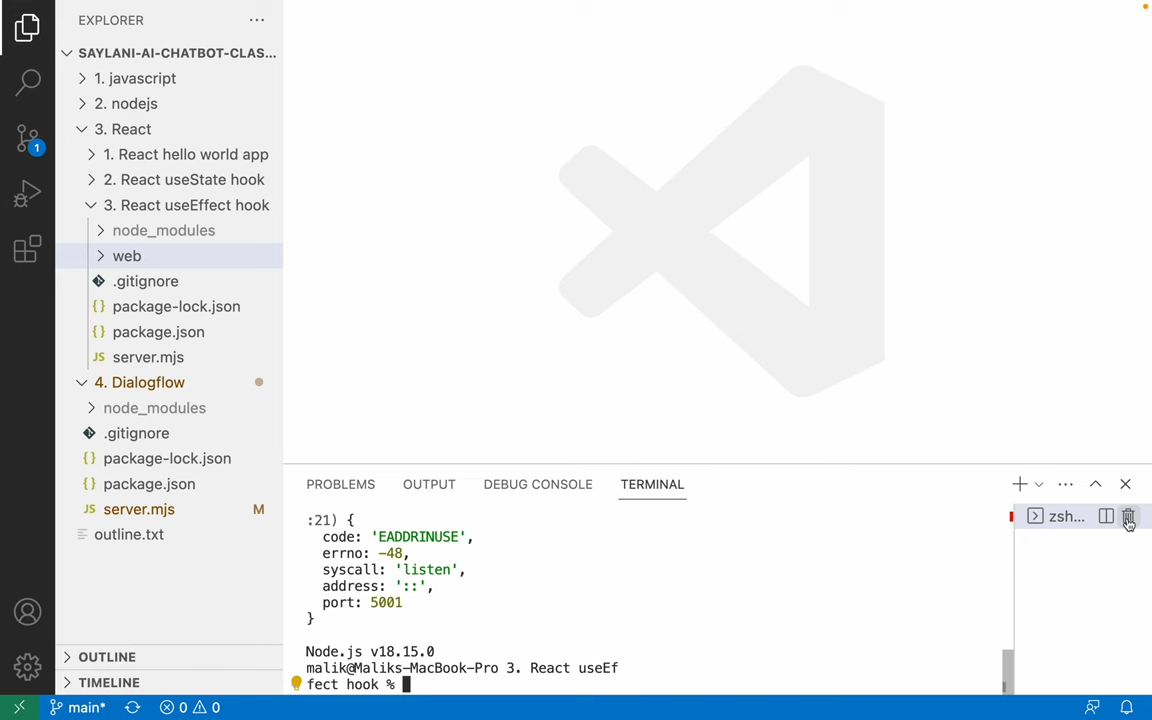 EXPLORER
SAYLANI-AI-CHATBOT-CLAS...
1. javascript
2. nodejs
3. React
1. React hello world app
2. React useState hook
3. React useEffect hook
node_modules
web
.gitignore
{} package-lock.json
{} package.json
JS server.mjs
4. Dialogflow
node_modules
.gitignore
{} package-lock.json
{} package.json
JS server.mjs M
outline.txt
OUTLINE
TIMELINE
1
PROBLEMS OUTPUT DEBUG CONSOLE TERMINAL
zsh...
:21) {
code: 'EADDRINUSE',
errno: -48,
syscall: 'listen',
address: '::',
port: 5001
}
Node.js v18.15.0
malik@Maliks-MacBook-Pro 3. React useEf
fect hook %
main* 0 0